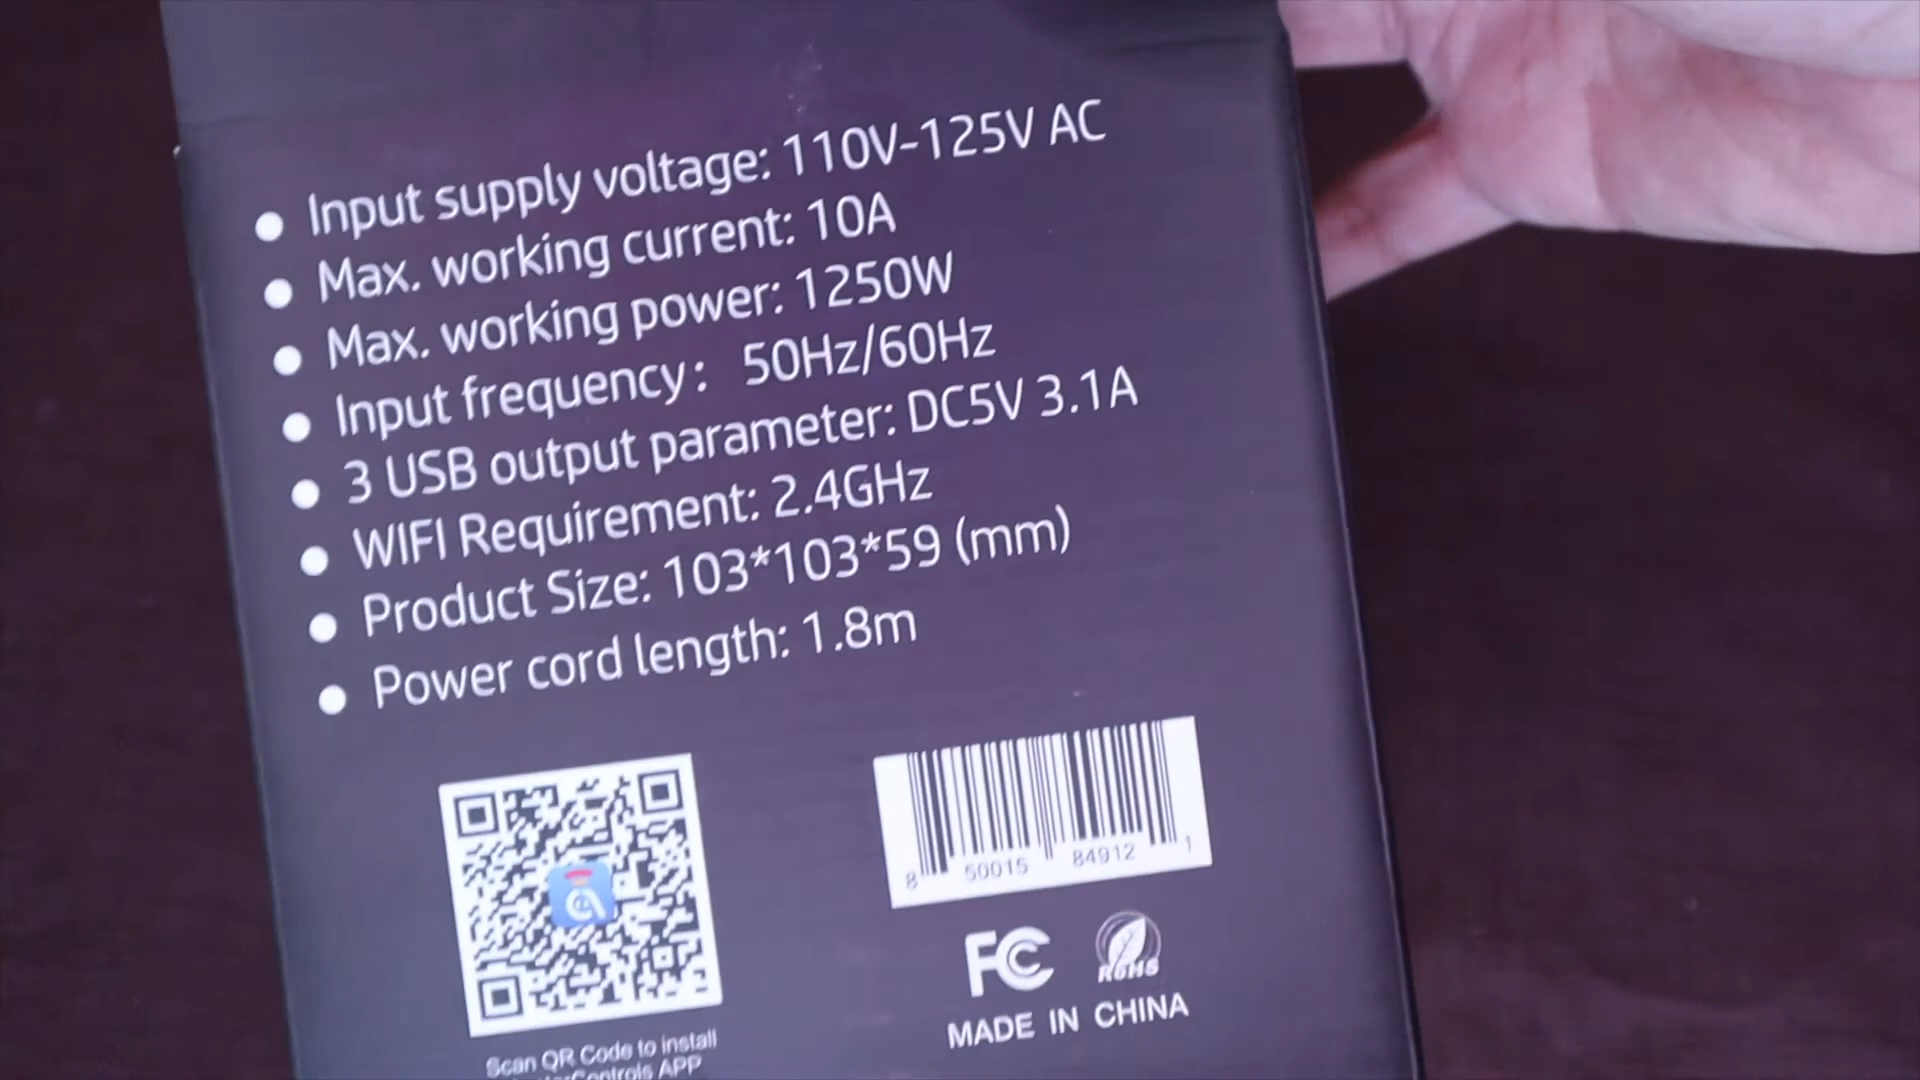 Input supply voltage: 110V-125V AC
Max. working current: 10A
Max. working power: 1250W
Input frequency: 50Hz/60Hz
3 USB output parameter: DC5V 3.1A
WIFI Requirement: 2.4GHz
Product Size: 103*103*59 (mm)
Power cord length: 1.8m
8 50015 84912 1
FC RoHS
MADE IN CHINA
Scan QR Code to install
APP